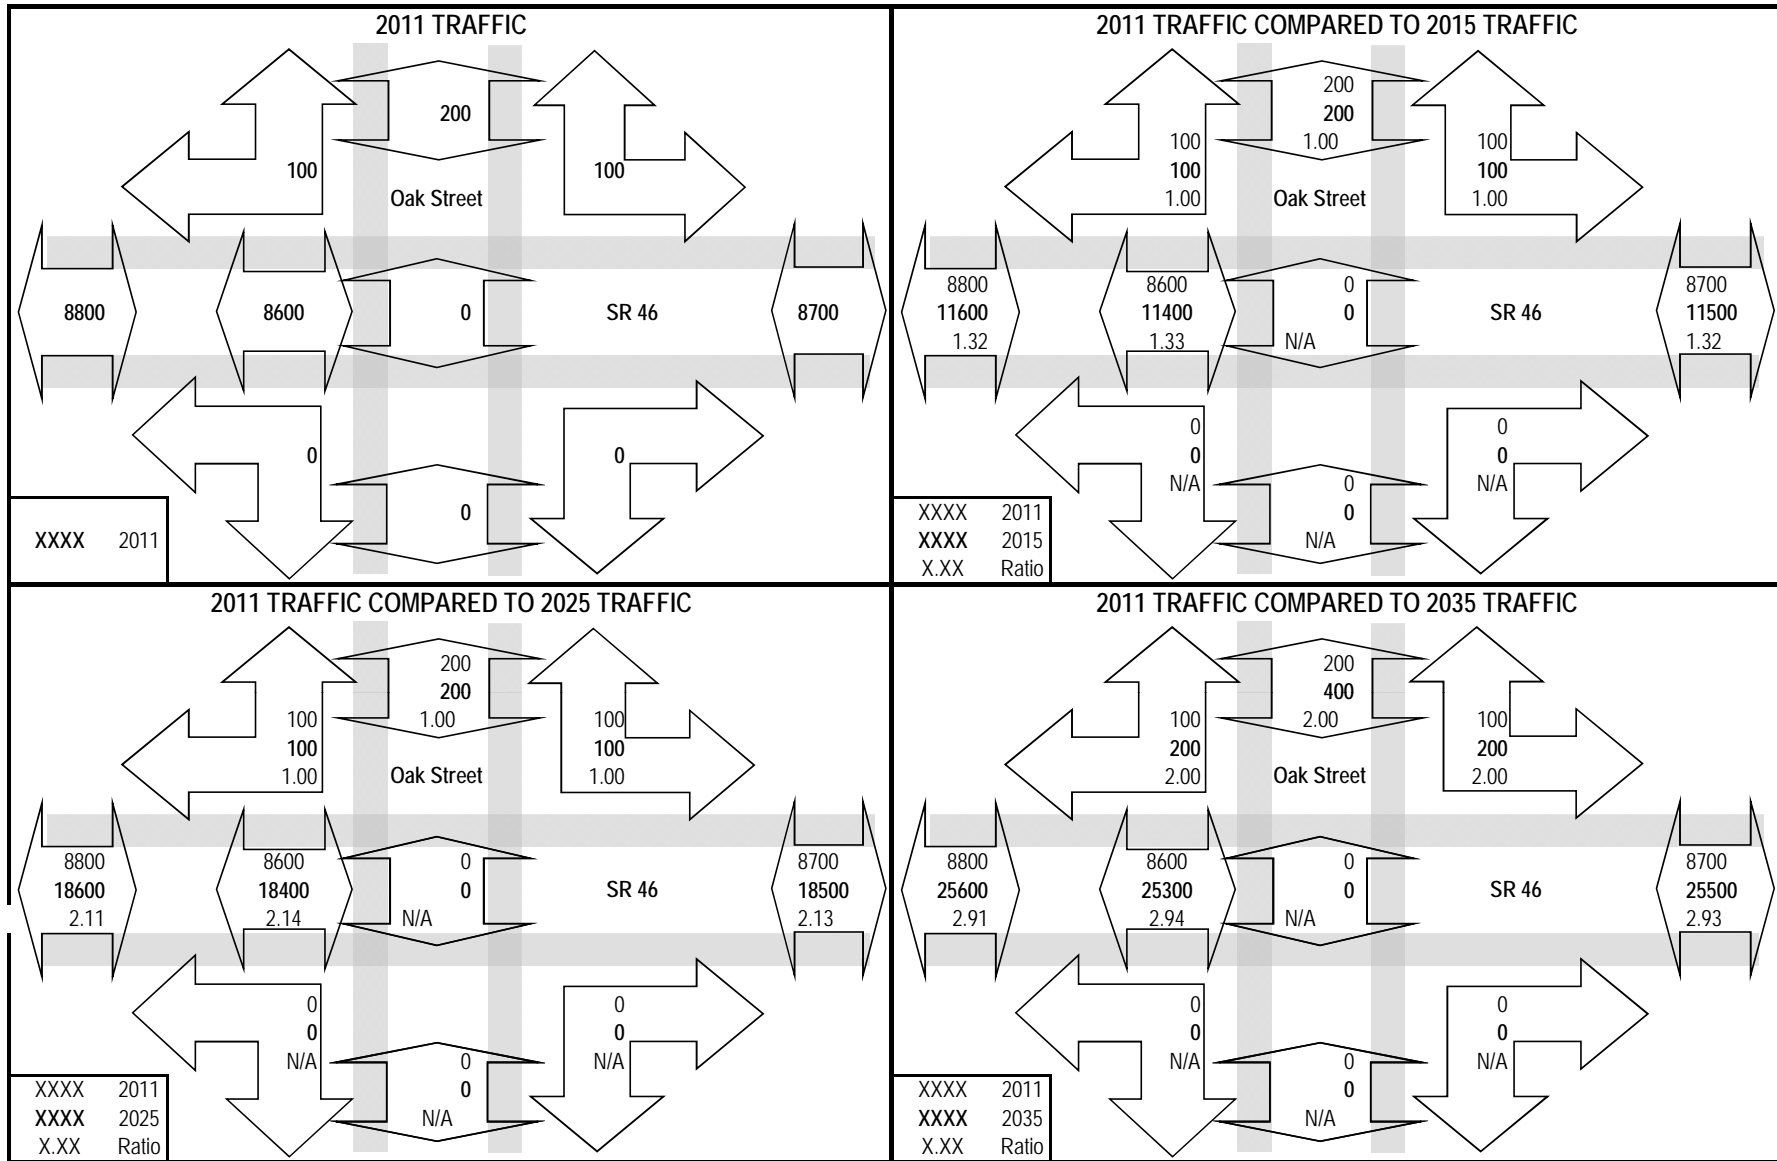 2011 TRAFFIC
200
100
100
Oak Street
8800
8600
0
SR 46
8700
0
0
0
XXXX 2011
2011 TRAFFIC COMPARED TO 2015 TRAFFIC
200
200
1.00
100
100
1.00
100
100
1.00
Oak Street
8800
11600
1.32
8600
11400
1.33
0
0
N/A
SR 46
8700
11500
1.32
0
0
N/A
0
0
N/A
0
0
N/A
XXXX 2011
XXXX 2015
X.XX Ratio
2011 TRAFFIC COMPARED TO 2025 TRAFFIC
200
200
1.00
100
100
1.00
100
100
1.00
Oak Street
8800
18600
2.11
8600
18400
2.14
0
0
N/A
SR 46
8700
18500
2.13
0
0
N/A
0
0
N/A
0
0
N/A
XXXX 2011
XXXX 2025
X.XX Ratio
2011 TRAFFIC COMPARED TO 2035 TRAFFIC
200
400
2.00
100
200
2.00
100
200
2.00
Oak Street
8800
25600
2.91
8600
25300
2.94
0
0
N/A
SR 46
8700
25500
2.93
0
0
N/A
0
0
N/A
0
0
N/A
XXXX 2011
XXXX 2035
X.XX Ratio